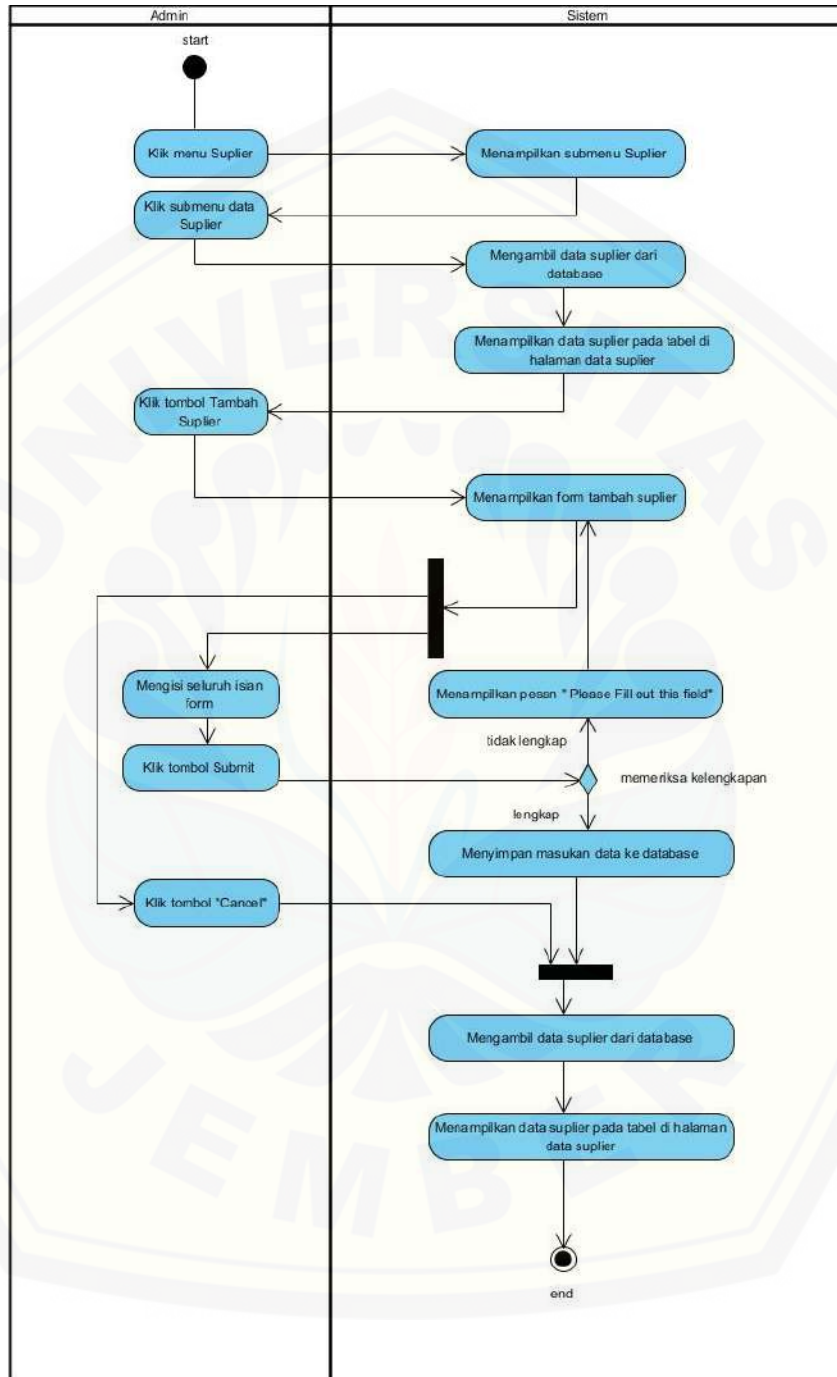 Admin
Sistem
start
Klik menu Suplier
Menampilkan submenu Suplier
Klik submenu data
Suplier
Mengambil data suplier dari
database
Menampilkan data suplier pada tabel di
halaman data suplier
Klik tombol Tambah
Suplier
Menampilkan form tambah suplier
Mengisi seluruh isian
form
Menampilkan pesan " Please Fill out this field"
tidak lengkap
Klik tombol Submit
memeriksa kelengkapan
lengkap
Menyimpan masukan data ke database
Klik tombol "Cancel"
Mengambil data suplier dari database
Menampilkan data suplier pada tabel di halaman
data suplier
end
UNIVERSITAS
JEMBER